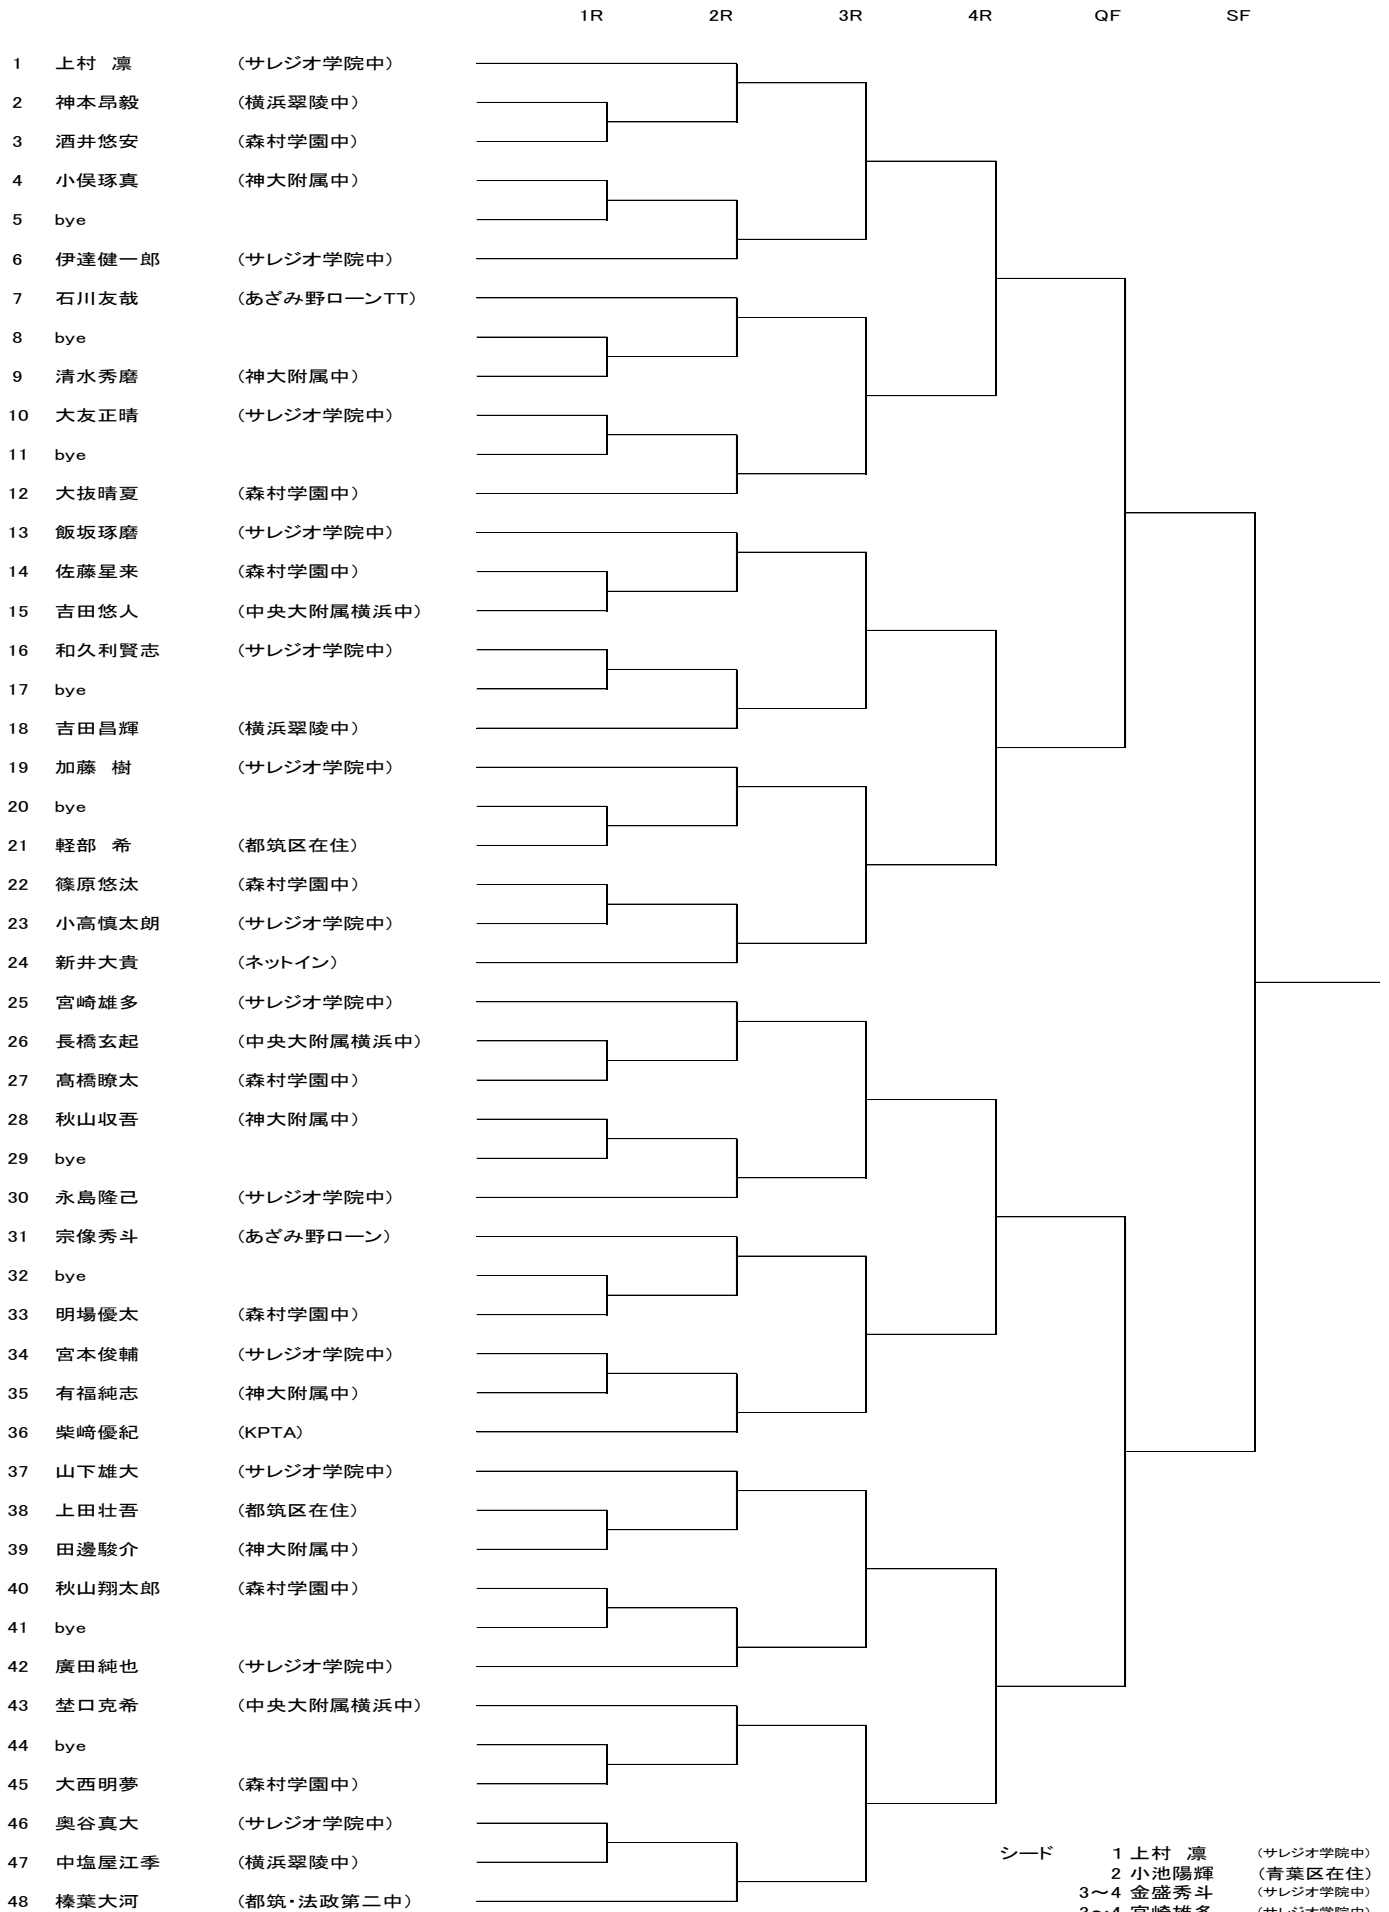 1R 2R 3R 4R QF SF
1 上村 凛 (サレジオ学院中)
2 神本昂毅 (横浜翠陵中)
3 酒井悠安 (森村学園中)
4 小俣琢真 (神大附属中)
5 bye
6 伊達健一郎 (サレジオ学院中)
7 石川友哉 (あざみ野ローンTT)
8 bye
9 清水秀磨 (神大附属中)
10 大友正晴 (サレジオ学院中)
11 bye
12 大抜晴夏 (森村学園中)
13 飯坂琢磨 (サレジオ学院中)
14 佐藤星来 (森村学園中)
15 吉田悠人 (中央大附属横浜中)
16 和久利賢志 (サレジオ学院中)
17 bye
18 吉田昌輝 (横浜翠陵中)
19 加藤 樹 (サレジオ学院中)
20 bye
21 軽部 希 (都筑区在住)
22 篠原悠汰 (森村学園中)
23 小高慎太朗 (サレジオ学院中)
24 新井大貴 (ネットイン)
25 宮崎雄多 (サレジオ学院中)
26 長橋玄起 (中央大附属横浜中)
27 髙橋瞭太 (森村学園中)
28 秋山収吾 (神大附属中)
29 bye
30 永島隆己 (サレジオ学院中)
31 宗像秀斗 (あざみ野ローン)
32 bye
33 明場優太 (森村学園中)
34 宮本俊輔 (サレジオ学院中)
35 有福純志 (神大附属中)
36 柴﨑優紀 (KPTA)
37 山下雄大 (サレジオ学院中)
38 上田壮吾 (都筑区在住)
39 田邊駿介 (神大附属中)
40 秋山翔太郎 (森村学園中)
41 bye
42 廣田純也 (サレジオ学院中)
43 埜口克希 (中央大附属横浜中)
44 bye
45 大西明夢 (森村学園中)
46 奥谷真大 (サレジオ学院中)
47 中塩屋江季 (横浜翠陵中)
48 榛葉大河 (都筑・法政第二中)
シード 1 上村 凛 (サレジオ学院中)
2 小池陽輝 (青葉区在住)
3～4 金盛秀斗 (サレジオ学院中)
3～4 宮崎雄多 (サレジオ学院中)